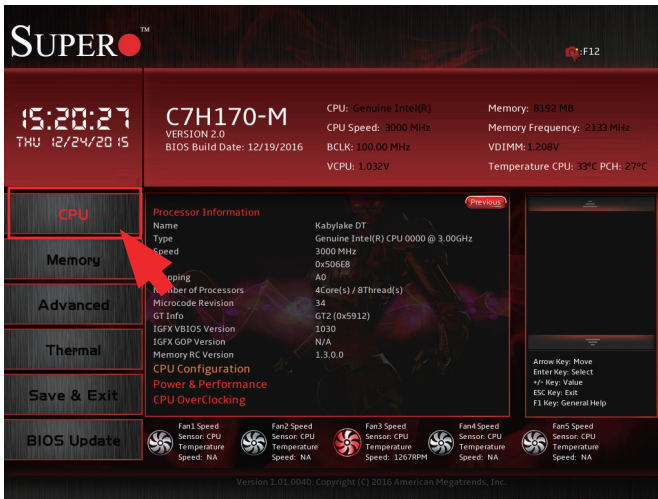 SUPER TM
:F12
15:20:27
THU 12/24/2015
C7H170-M
VERSION 2.0
BIOS Build Date: 12/19/2016
CPU: Genuine Intel(R)
CPU Speed: 3000 MHz
BCLK: 100.00 MHz
VCPU: 1.032V
Memory: 8192 MB
Memory Frequency: 2133 MHz
VDIMM: 1.208V
Temperature CPU: 33°C PCH: 27°C
CPU
Memory
Advanced
Thermal
Save & Exit
BIOS Update
Previous
Processor Information
Name Kabylake DT
Type Genuine Intel(R) CPU 0000 @ 3.00GHz
Speed 3000 MHz
0x506E8
A0
Number of Processors 4Core(s) / 8Thread(s)
Microcode Revision 34
GT Info GT2 (0x5912)
IGFX VBIOS Version 1030
IGFX GOP Version N/A
Memory RC Version 1.3.0.0
CPU Configuration
Power & Performance
CPU OverClocking
Arrow Key: Move
Enter Key: Select
+/- Key: Value
ESC Key: Exit
F1 Key: General Help
Fan1 Speed
Sensor: CPU
Temperature
Speed: NA
Fan2 Speed
Sensor: CPU
Temperature
Speed: NA
Fan3 Speed
Sensor: CPU
Temperature
Speed: 1267RPM
Fan4 Speed
Sensor: CPU
Temperature
Speed: NA
Fan5 Speed
Sensor: CPU
Temperature
Speed: NA
Version 1.01.0040. Copyright (C) 2016 American Megatrends, Inc.